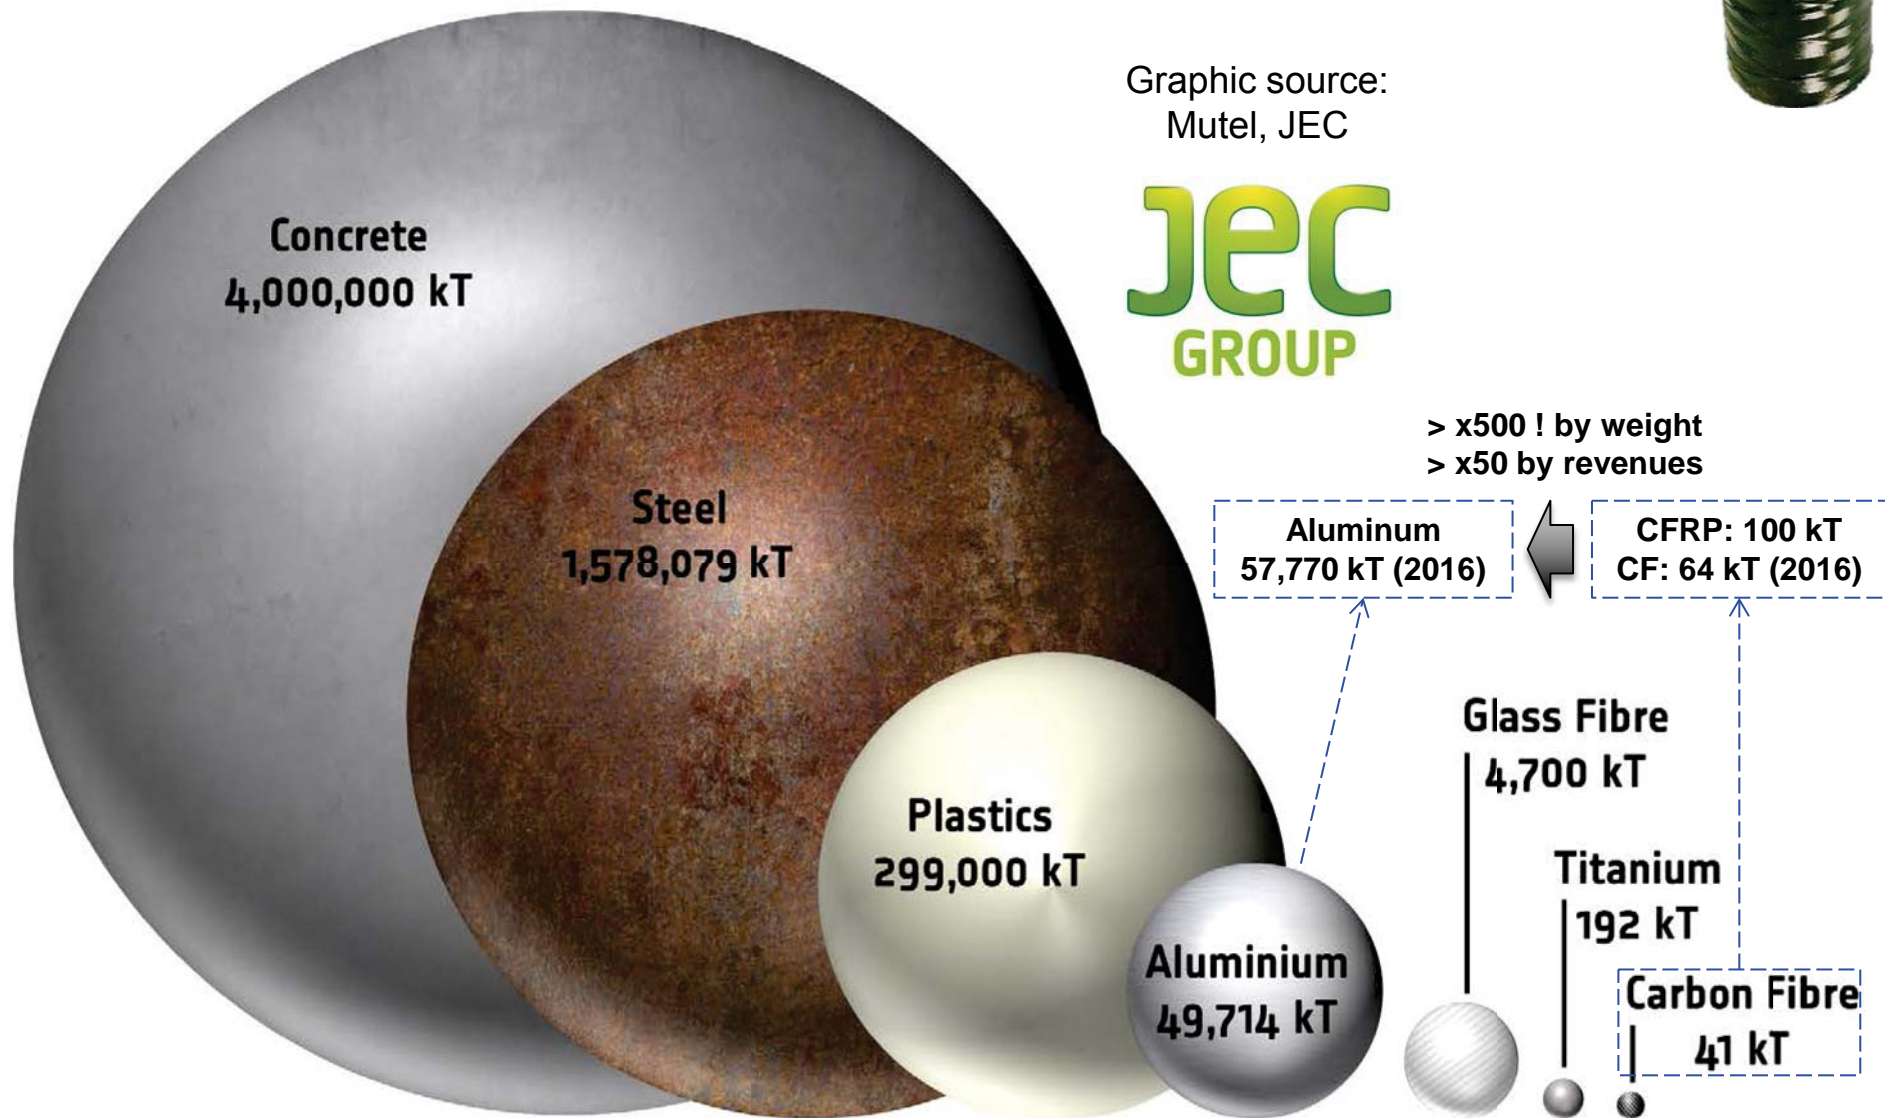 Graphic source:
Mutel, JEC
jec
GROUP
Concrete
4,000,000 kT
> x500 ! by weight
> x50 by revenues
Steel
1,578,079 kT
Aluminum
57,770 kT (2016)
CFRP: 100 kT
CF: 64 kT (2016)
Plastics
299,000 kT
Aluminium
49,714 kT
Glass Fibre
4,700 kT
Titanium
192 kT
Carbon Fibre
41 kT